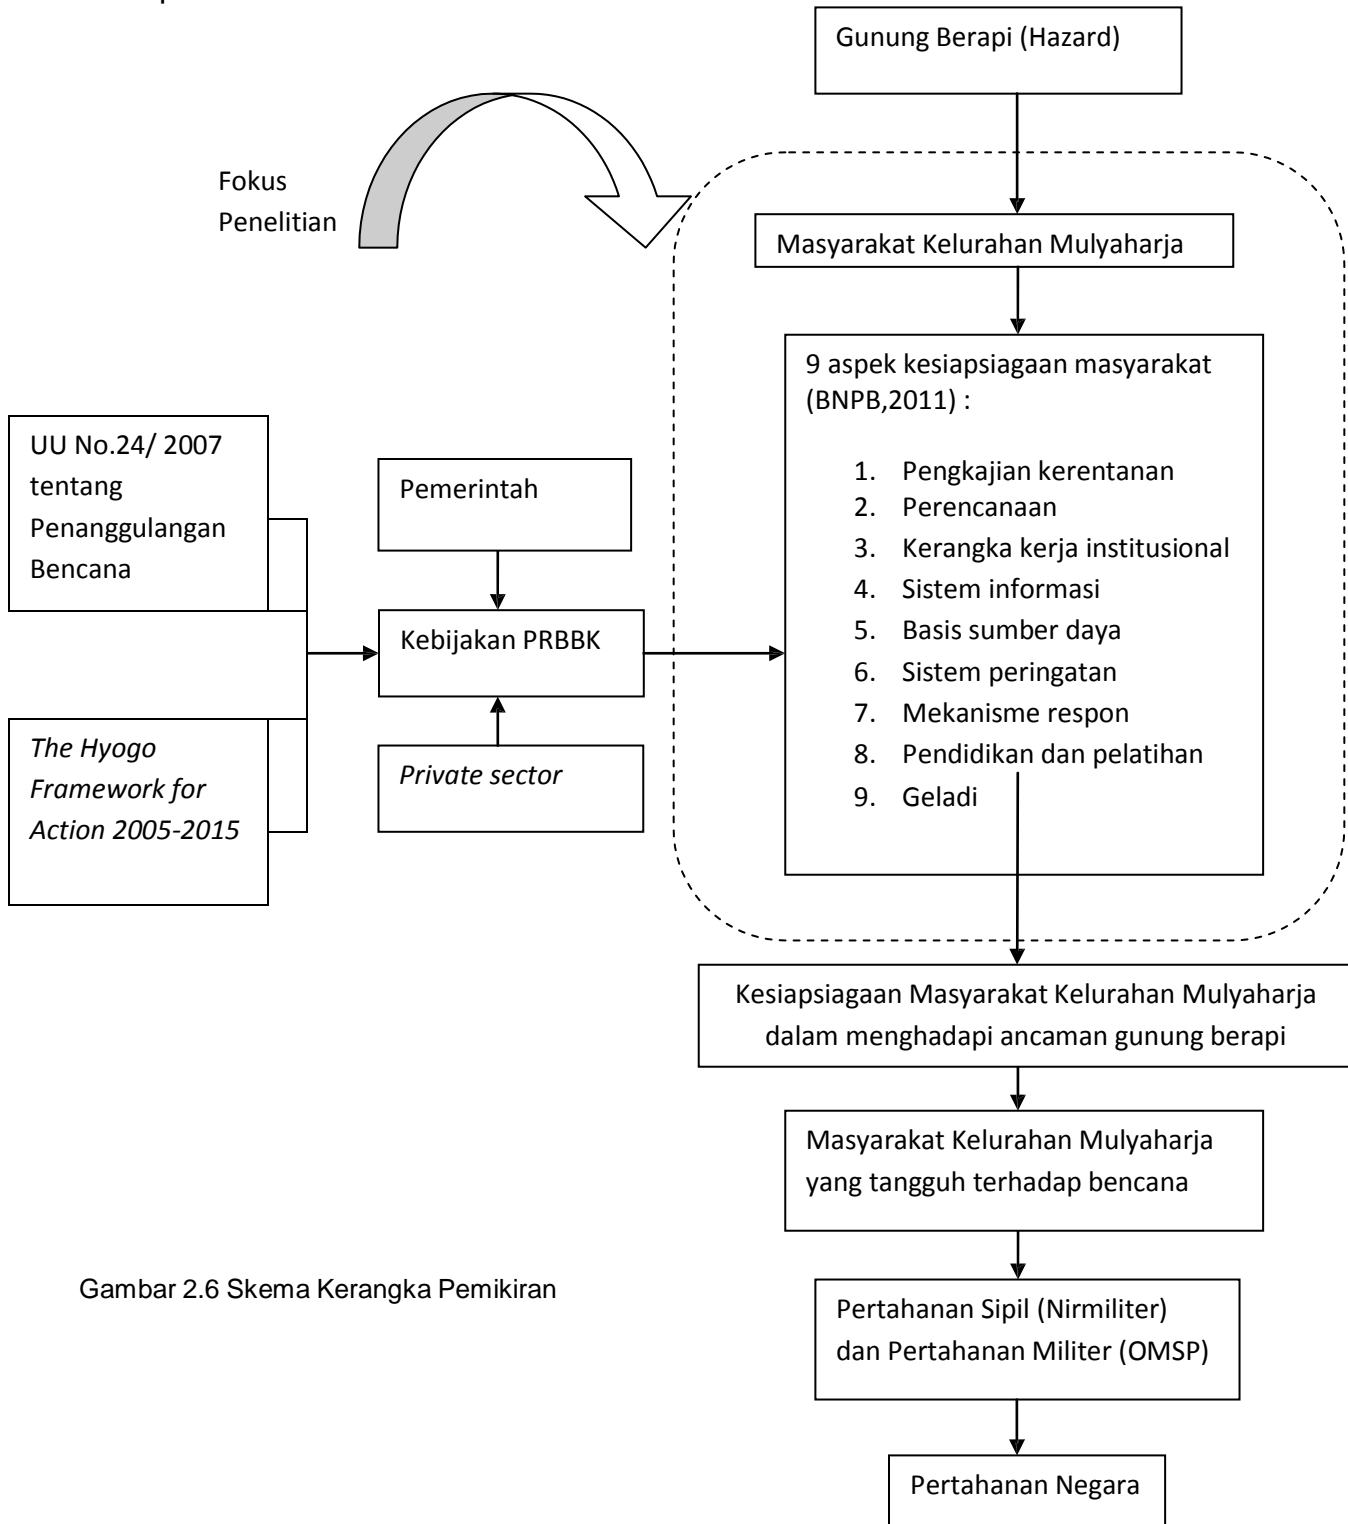 Gunung Berapi (Hazard)
Fokus
Penelitian
Masyarakat Kelurahan Mulyaharja
9 aspek kesiapsiagaan masyarakat
(BNPB,2011) :
1. Pengkajian kerentanan
2. Perencanaan
3. Kerangka kerja institusional
4. Sistem informasi
5. Basis sumber daya
6. Sistem peringatan
7. Mekanisme respon
8. Pendidikan dan pelatihan
9. Geladi
UU No.24/ 2007
tentang
Penanggulangan
Bencana
Pemerintah
Kebijakan PRBBK
The Hyogo
Framework for
Action 2005-2015
Private sector
Kesiapsiagaan Masyarakat Kelurahan Mulyaharja
dalam menghadapi ancaman gunung berapi
Masyarakat Kelurahan Mulyaharja
yang tangguh terhadap bencana
Gambar 2.6 Skema Kerangka Pemikiran
Pertahanan Sipil (Nirmiliter)
dan Pertahanan Militer (OMSP)
Pertahanan Negara